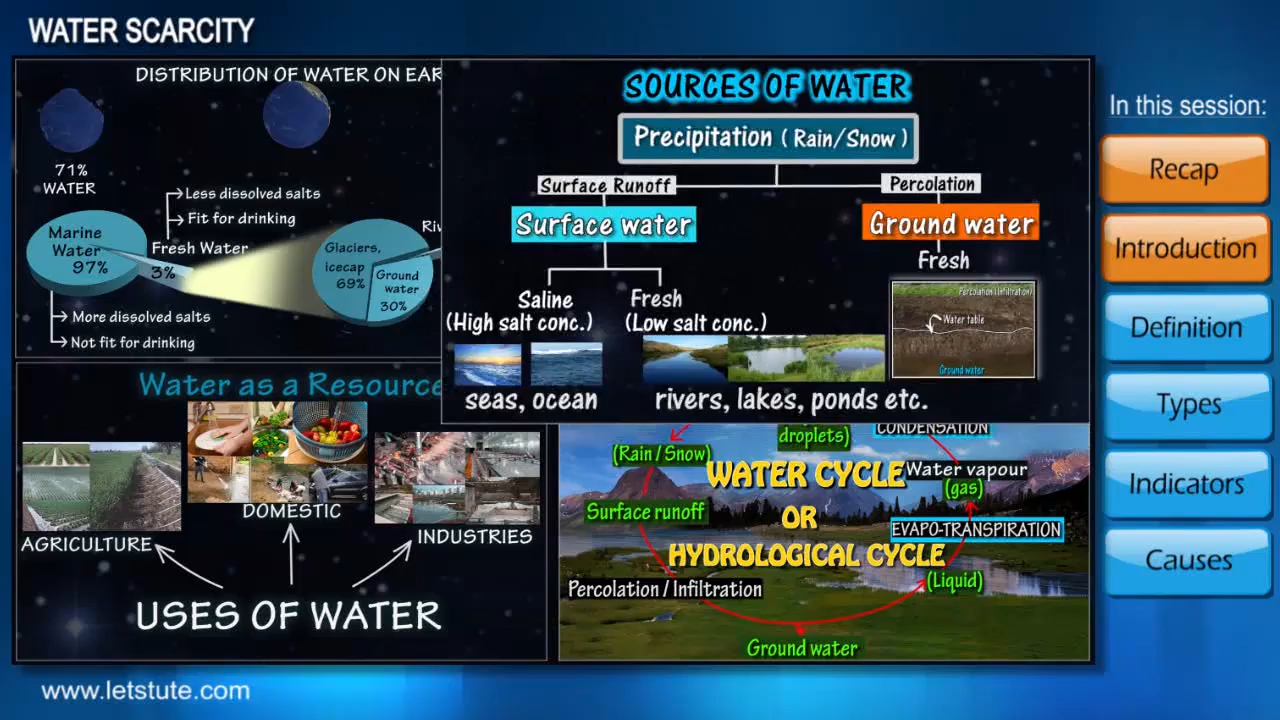 WATER SCARCITY
DISTRIBUTION OF WATER ON EAR
71%
WATER
Less dissolved salts
Fit for drinking
Marine
Water
97%
Fresh Water
3%
Glaciers,
icecap
69%
Ground
water
30%
More dissolved salts
Not fit for drinking
SOURCES OF WATER
Precipitation ( Rain/Snow )
Surface Runoff
Percolation
Surface water
Ground water
Fresh
Saline
(High salt conc.)
Fresh
(Low salt conc.)
Percolation (Infiltration)
Water table
Ground water
seas, ocean
rivers, lakes, ponds etc.
Water as a Resource
AGRICULTURE
DOMESTIC
INDUSTRIES
USES OF WATER
(Rain / Snow)
droplets)
CONDENSATION
WATER CYCLE
OR
HYDROLOGICAL CYCLE
Water vapour
(gas)
Surface runoff
EVAPO-TRANSPIRATION
Percolation / Infiltration
(Liquid)
Ground water
In this session:
Recap
Introduction
Definition
Types
Indicators
Causes
www.letstute.com